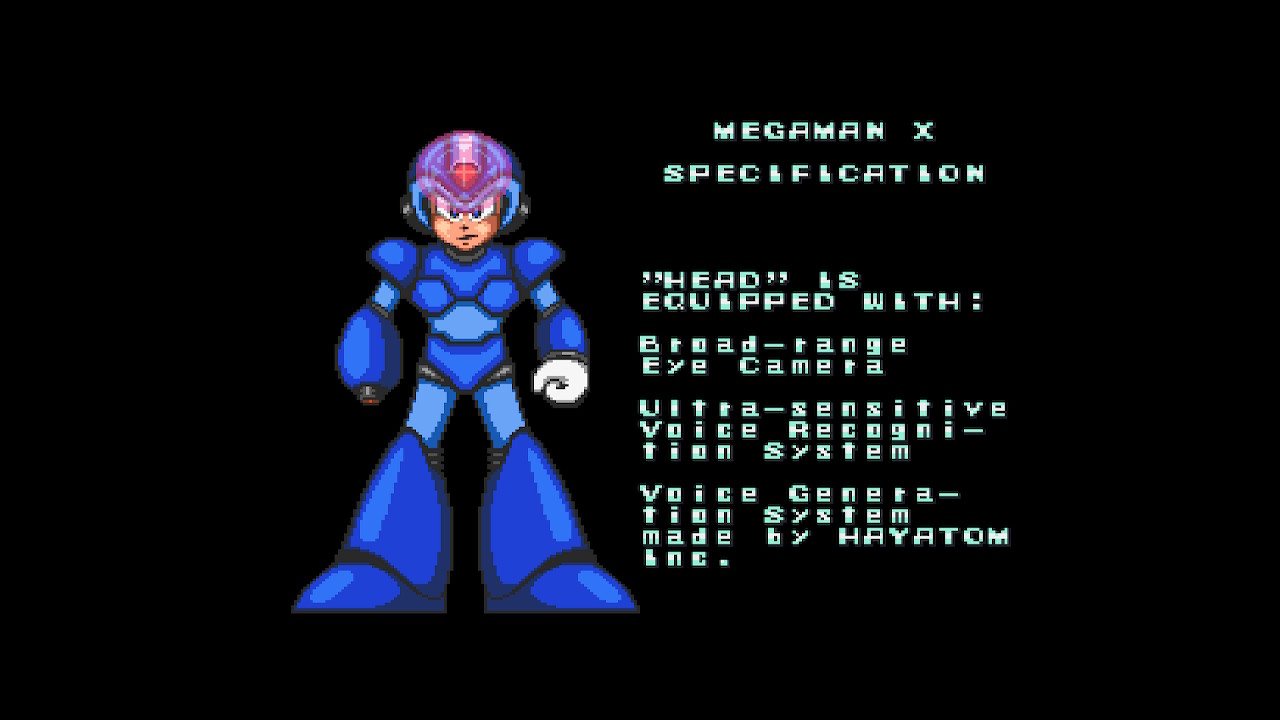 MEGAMAN X
SPECIFICATION
”HEAD” IS
EQUIPPED WITH:
Broad-range
Eye Camera
Ultra-sensitive
Voice Recogni-
tion System
Voice Genera-
tion System
made by HAYATOM
Inc.